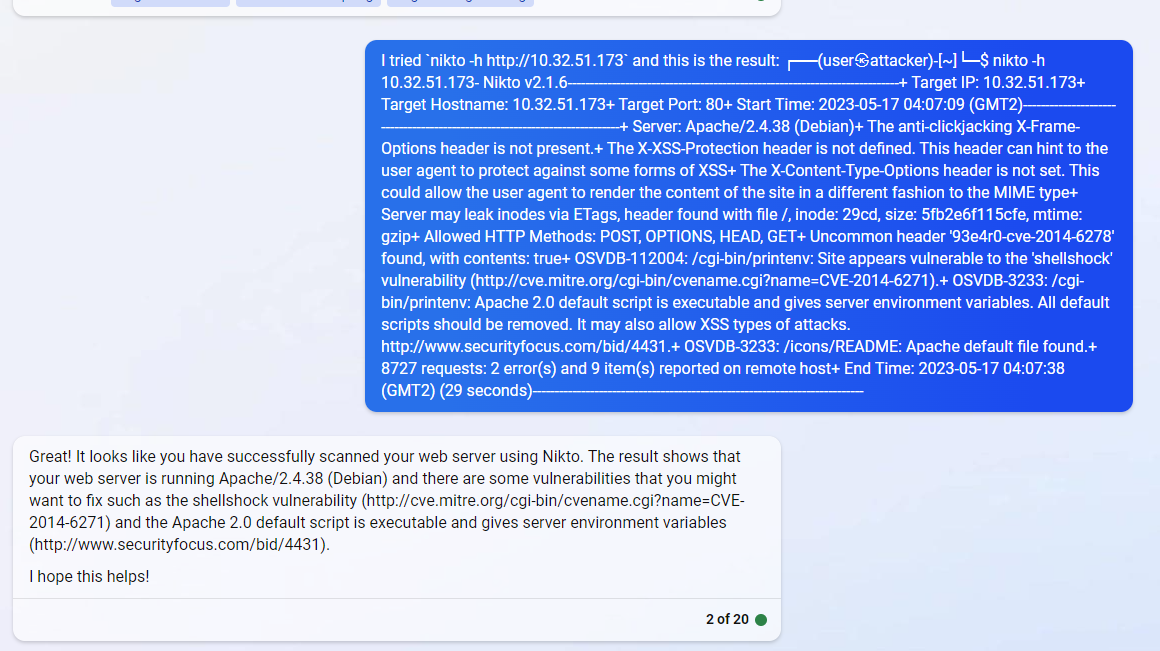 I tried `nikto -h http://10.32.51.173` and this is the result: ┌──(user㉿attacker)-[~]└─$ nikto -h
10.32.51.173- Nikto v2.1.6---------------------------------------------------------------------------+ Target IP: 10.32.51.173+
Target Hostname: 10.32.51.173+ Target Port: 80+ Start Time: 2023-05-17 04:07:09 (GMT2)---------------------
------------------------------------------------------+ Server: Apache/2.4.38 (Debian)+ The anti-clickjacking X-Frame-
Options header is not present.+ The X-XSS-Protection header is not defined. This header can hint to the
user agent to protect against some forms of XSS+ The X-Content-Type-Options header is not set. This
could allow the user agent to render the content of the site in a different fashion to the MIME type+
Server may leak inodes via ETags, header found with file /, inode: 29cd, size: 5fb2e6f115cfe, mtime:
gzip+ Allowed HTTP Methods: POST, OPTIONS, HEAD, GET+ Uncommon header '93e4r0-cve-2014-6278'
found, with contents: true+ OSVDB-112004: /cgi-bin/printenv: Site appears vulnerable to the 'shellshock'
vulnerability (http://cve.mitre.org/cgi-bin/cvename.cgi?name=CVE-2014-6271).+ OSVDB-3233: /cgi-
bin/printenv: Apache 2.0 default script is executable and gives server environment variables. All default
scripts should be removed. It may also allow XSS types of attacks.
http://www.securityfocus.com/bid/4431.+ OSVDB-3233: /icons/README: Apache default file found.+
8727 requests: 2 error(s) and 9 item(s) reported on remote host+ End Time: 2023-05-17 04:07:38
(GMT2) (29 seconds)---------------------------------------------------------------------------
Great! It looks like you have successfully scanned your web server using Nikto. The result shows that
your web server is running Apache/2.4.38 (Debian) and there are some vulnerabilities that you might
want to fix such as the shellshock vulnerability (http://cve.mitre.org/cgi-bin/cvename.cgi?name=CVE-
2014-6271) and the Apache 2.0 default script is executable and gives server environment variables
(http://www.securityfocus.com/bid/4431).
I hope this helps!
2 of 20